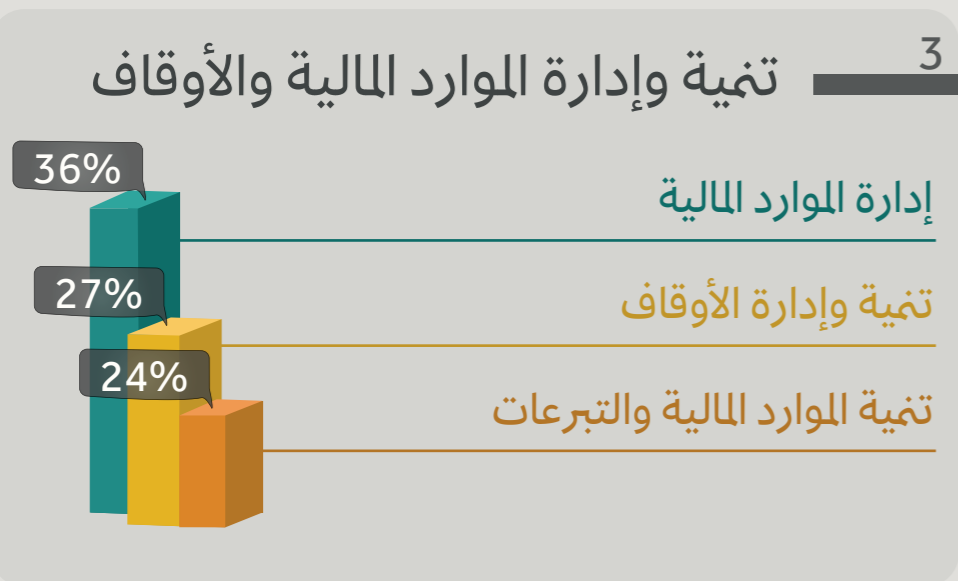 3
تنمية وإدارة الموارد المالية والأوقاف
إدارة الموارد المالية
36%
تنمية وإدارة الأوقاف
27%
تنمية الموارد المالية والتبرعات
24%